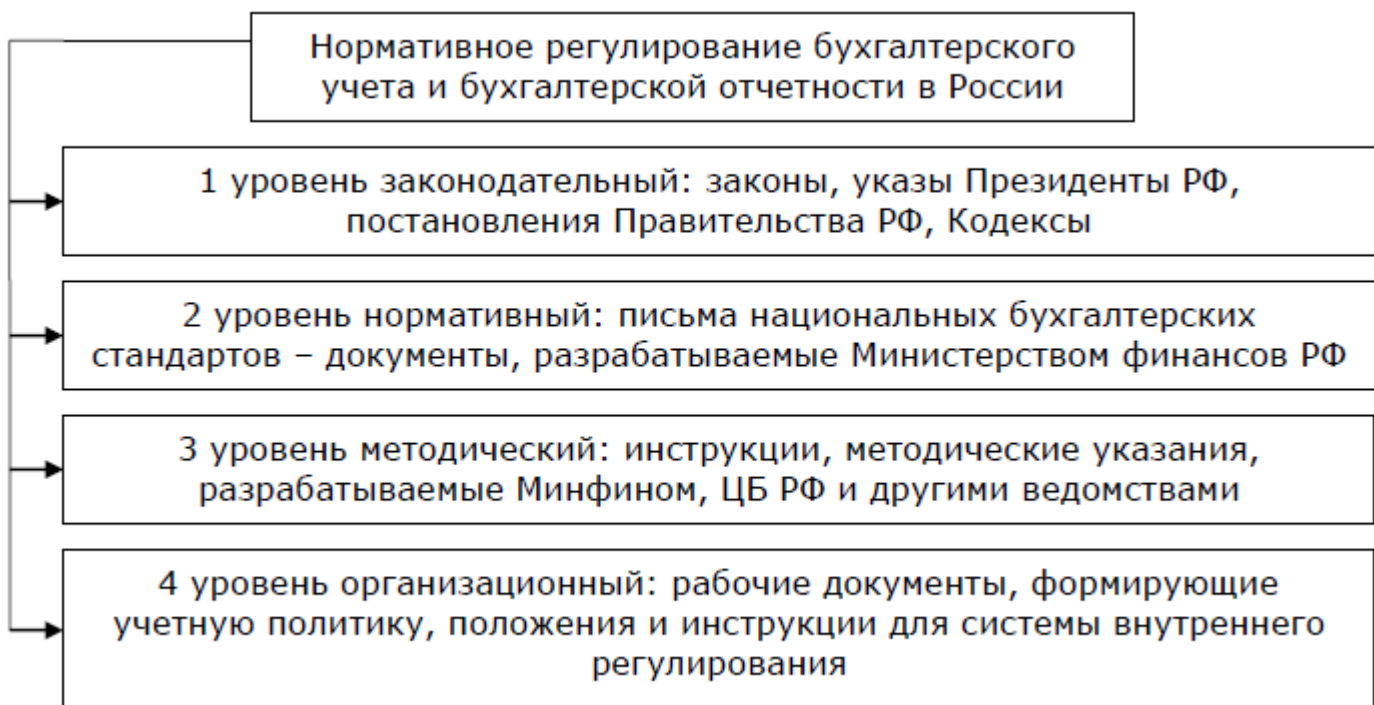 Нормативное регулирование бухгалтерского
учета и бухгалтерской отчетности в России
1 уровень законодательный: законы, указы Президенты РФ,
постановления Правительства РФ, Кодексы
2 уровень нормативный: письма национальных бухгалтерских
стандартов – документы, разрабатываемые Министерством финансов РФ
3 уровень методический: инструкции, методические указания,
разрабатываемые Минфином, ЦБ РФ и другими ведомствами
4 уровень организационный: рабочие документы, формирующие
учетную политику, положения и инструкции для системы внутреннего
регулирования